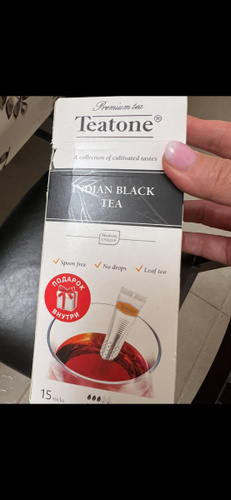 Premium tea
Teatone®
A collection of cultivated tastes
INDIAN BLACK
TEA
✓ Spoon free ✓ No drops ✓ Leaf tea
ПОДАРОК
ВНУТРИ
15 sticks